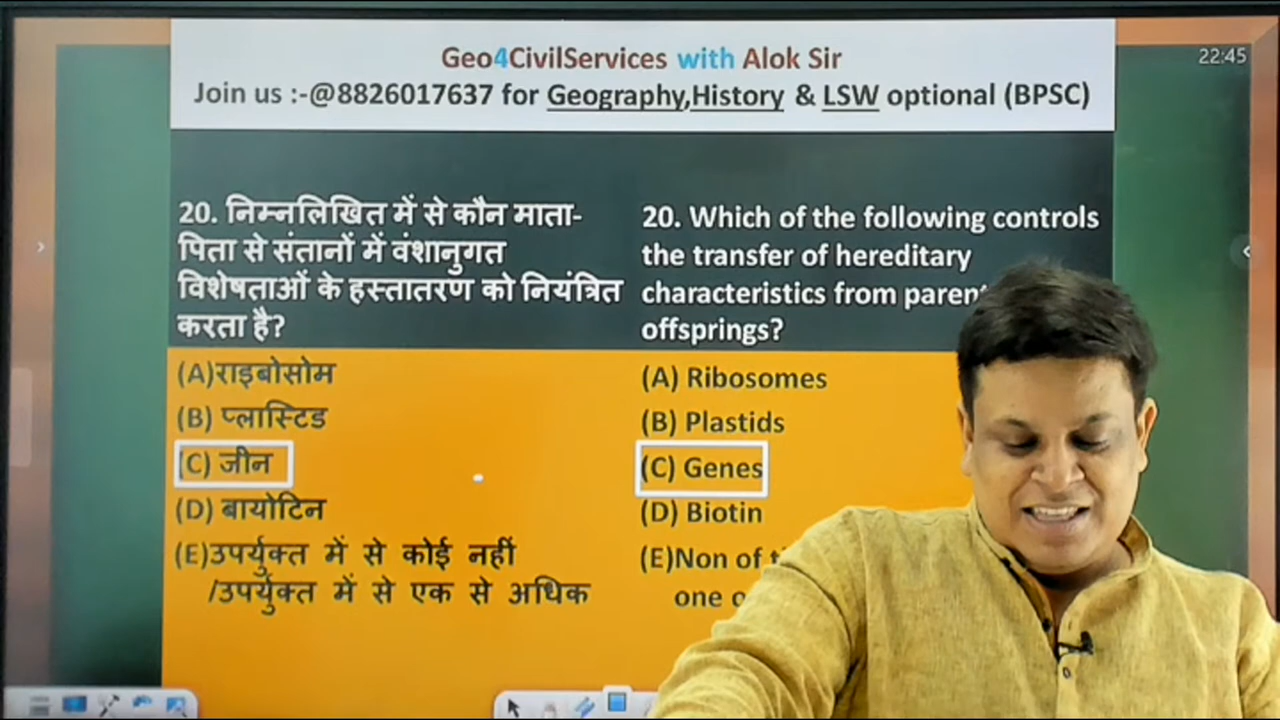 Geo4CivilServices with Alok Sir
Join us :-@8826017637 for Geography,History & LSW optional (BPSC)
22:45
20. निम्नलिखित में से कौन माता-
पिता से संतानों में वंशानुगत
विशेषताओं के हस्तातरण को नियंत्रित
करता है?
(A)राइबोसोम
(B) प्लास्टिड
(C) जीन
(D) बायोटिन
(E)उपर्युक्त में से कोई नहीं
/उपर्युक्त में से एक से अधिक
20. Which of the following controls
the transfer of hereditary
characteristics from
offsprings?
(A) Ribosomes
(B) Plastids
(C) Genes
(D) Biotin
(E)Non of
one